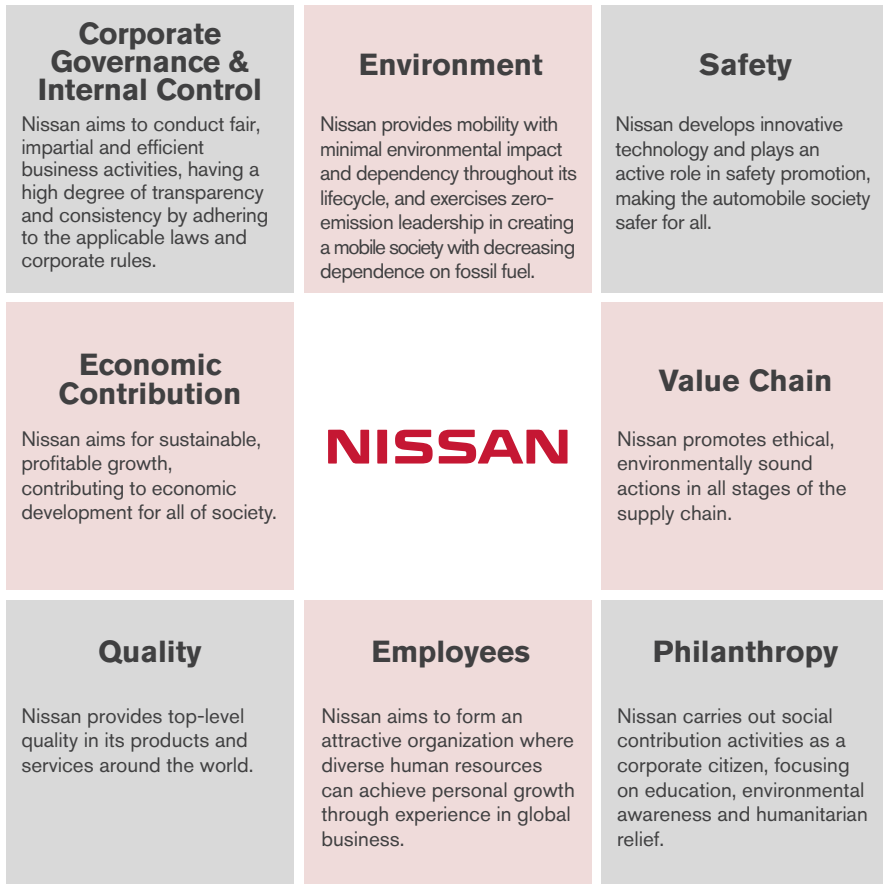 Corporate
Governance &
Internal Control
Nissan aims to conduct fair,
impartial and efficient
business activities, having a
high degree of transparency
and consistency by adhering
to the applicable laws and
corporate rules.
Environment
Nissan provides mobility with
minimal environmental impact
and dependency throughout its
lifecycle, and exercises zero-
emission leadership in creating
a mobile society with decreasing
dependence on fossil fuel.
Safety
Nissan develops innovative
technology and plays an
active role in safety promotion,
making the automobile society
safer for all.
Economic
Contribution
Nissan aims for sustainable,
profitable growth,
contributing to economic
development for all of society.
NISSAN
Value Chain
Nissan promotes ethical,
environmentally sound
actions in all stages of the
supply chain.
Quality
Nissan provides top-level
quality in its products and
services around the world.
Employees
Nissan aims to form an
attractive organization where
diverse human resources
can achieve personal growth
through experience in global
business.
Philanthropy
Nissan carries out social
contribution activities as a
corporate citizen, focusing
on education, environmental
awareness and humanitarian
relief.